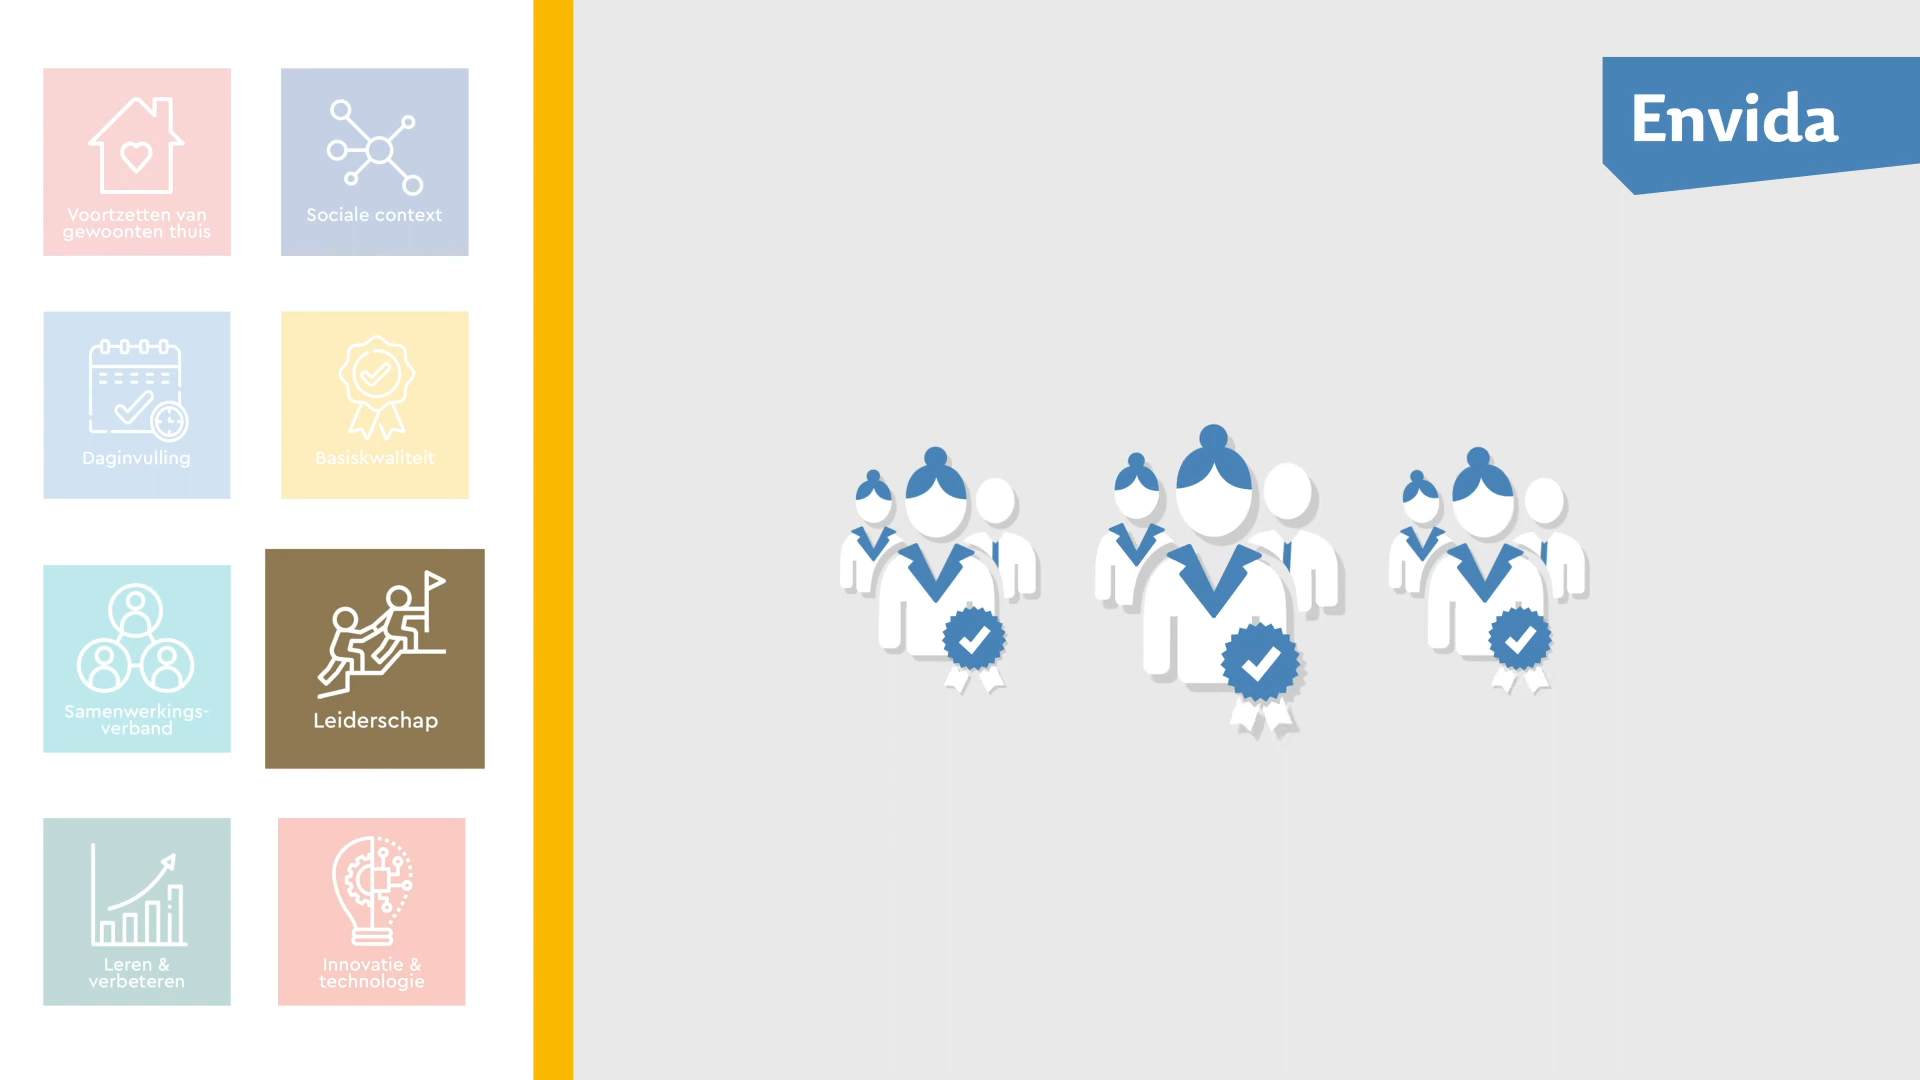 Envida
Voortzetten van
gewoonten thuis
Sociale context
Daginvulling
Basiskwaliteit
Samenwerkings-
verband
Leiderschap
Leren &
verbeteren
Innovatie &
technologie